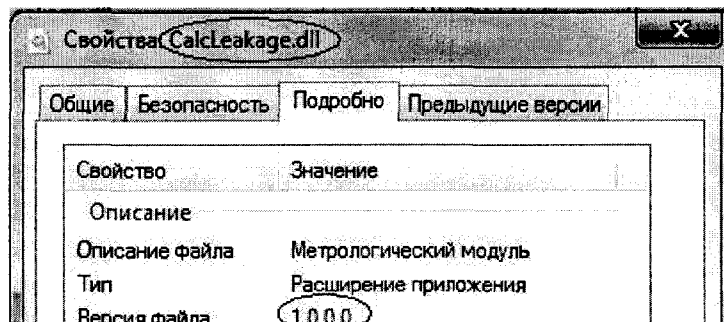 Свойства: CalcLeakage.dll
Общие Безопасность Подробно Предыдущие версии
Свойство Значение
Описание
Описание файла Метрологический модуль
Тип Расширение приложения
Версия файла 1.0.0.0